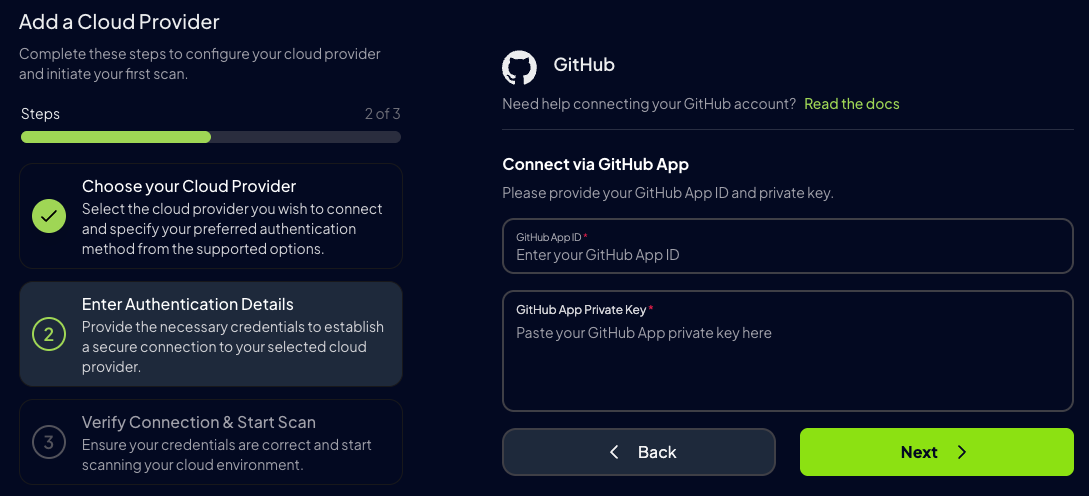 Add a Cloud Provider
Complete these steps to configure your cloud provider
and initiate your first scan.
Steps
2 of 3
Choose your Cloud Provider
Select the cloud provider you wish to connect
and specify your preferred authentication
method from the supported options.
2
Enter Authentication Details
Provide the necessary credentials to establish
a secure connection to your selected cloud
provider.
3
Verify Connection & Start Scan
Ensure your credentials are correct and start
scanning your cloud environment.
GitHub
Need help connecting your GitHub account? Read the docs
Connect via GitHub App
Please provide your GitHub App ID and private key.
GitHub App ID *
Enter your GitHub App ID
GitHub App Private Key *
Paste your GitHub App private key here
Back
Next